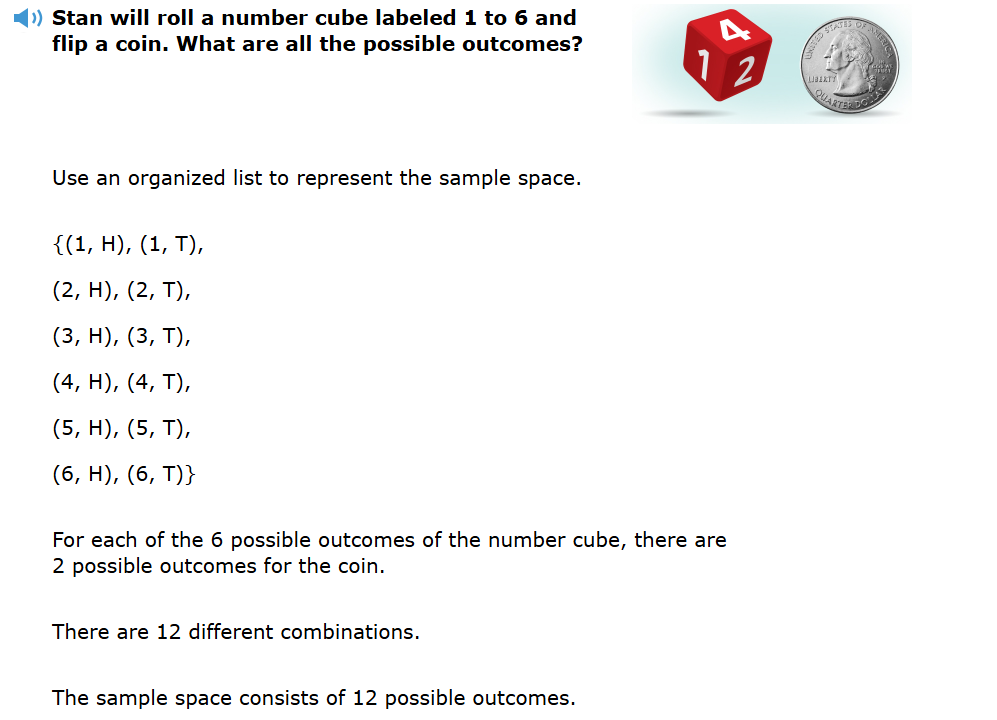 Stan will roll a number cube labeled 1 to 6 and
flip a coin. What are all the possible outcomes?
4
1 2
UNITED STATES OF AMERICA
LIBERTY
QUARTER DOLLAR
Use an organized list to represent the sample space.
{(1, H), (1, T),
(2, H), (2, T),
(3, H), (3, T),
(4, H), (4, T),
(5, H), (5, T),
(6, H), (6, T)}
For each of the 6 possible outcomes of the number cube, there are
2 possible outcomes for the coin.
There are 12 different combinations.
The sample space consists of 12 possible outcomes.